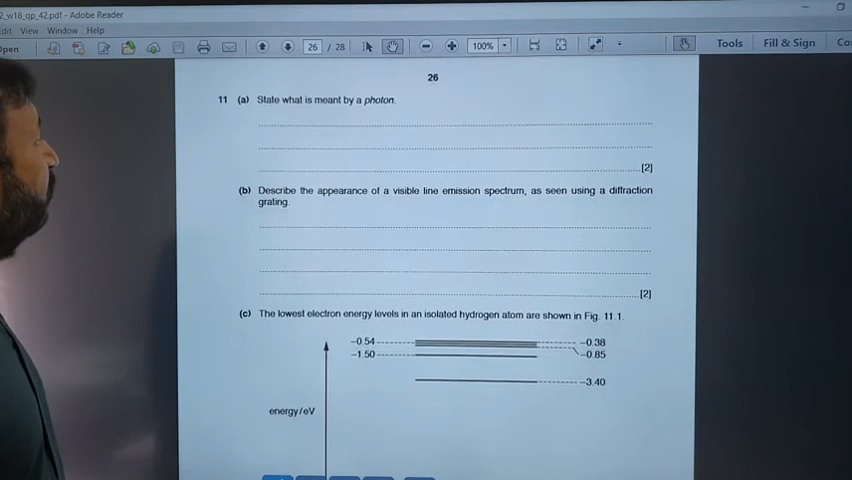 2_w18_qp_42.pdf - Adobe Reader
Edit View Window Help
Open 26 / 28 100% Tools Fill & Sign
26
11 (a) State what is meant by a photon.
[2]
(b) Describe the appearance of a visible line emission spectrum, as seen using a diffraction
grating.
[2]
(c) The lowest electron energy levels in an isolated hydrogen atom are shown in Fig. 11.1.
–0.54 –0.38
–1.50 –0.85
–3.40
energy/eV